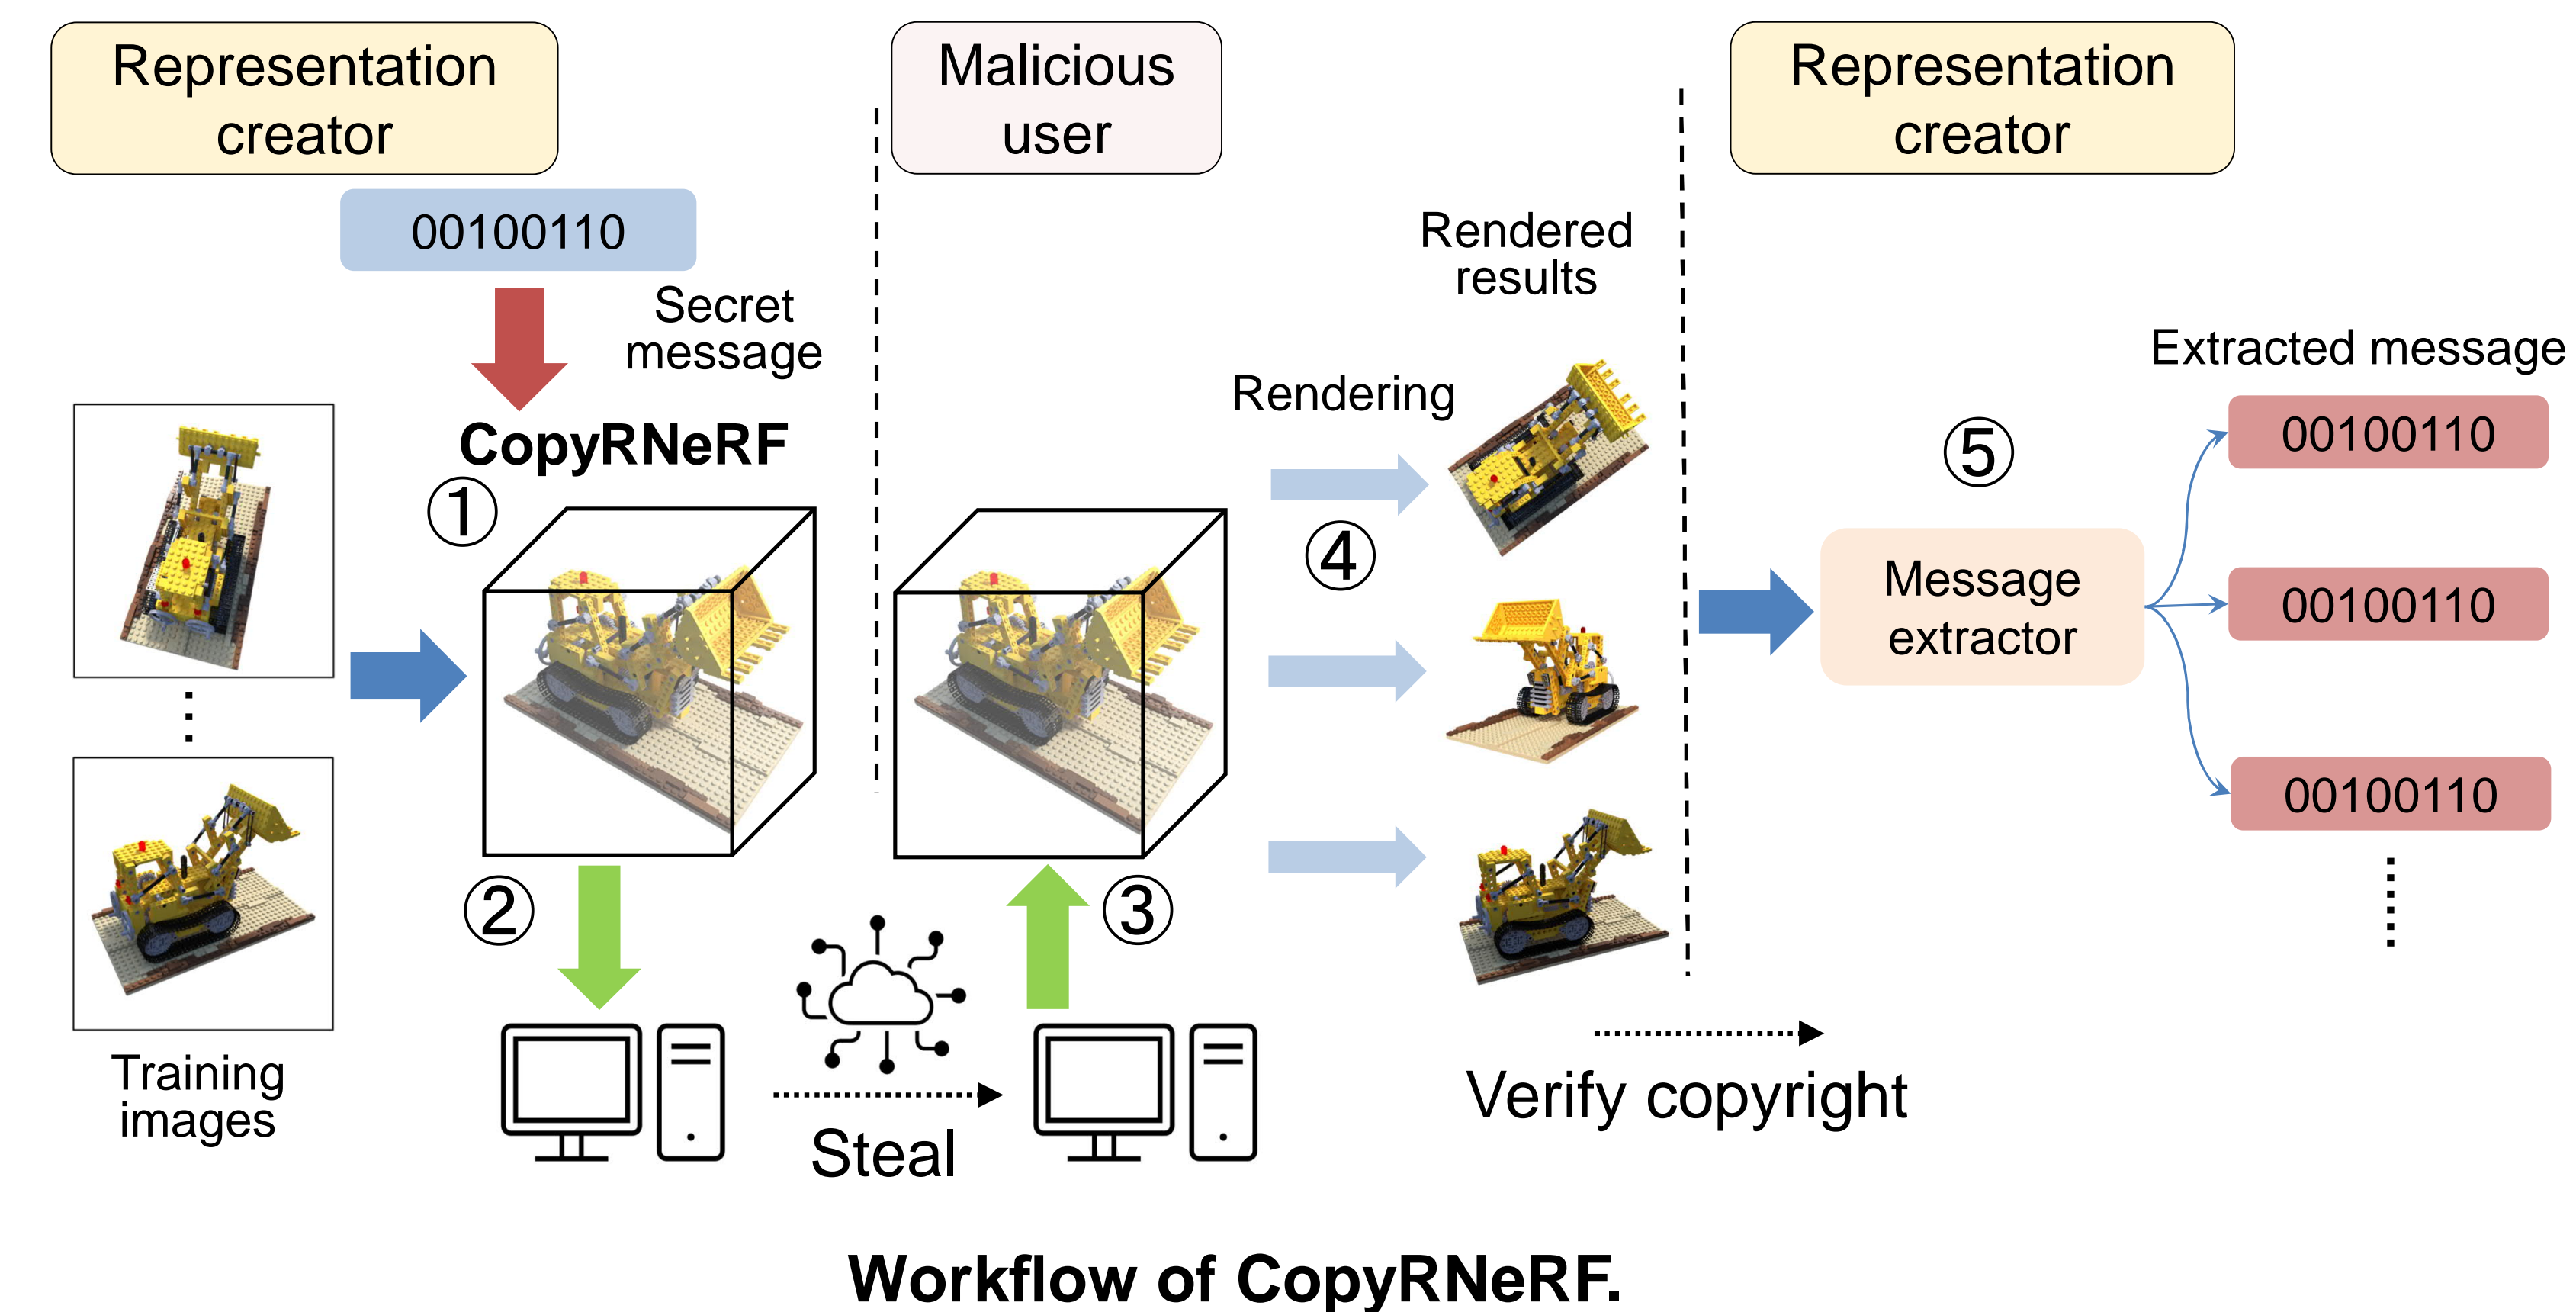 Representation
creator
Malicious
user
Representation
creator
00100110
Secret
message
CopyRNeRF
①
②
Training
images
Steal
③
Rendering
④
Rendered
results
Verify copyright
⑤
Message
extractor
Extracted message
00100110
00100110
00100110
Workflow of CopyRNeRF.